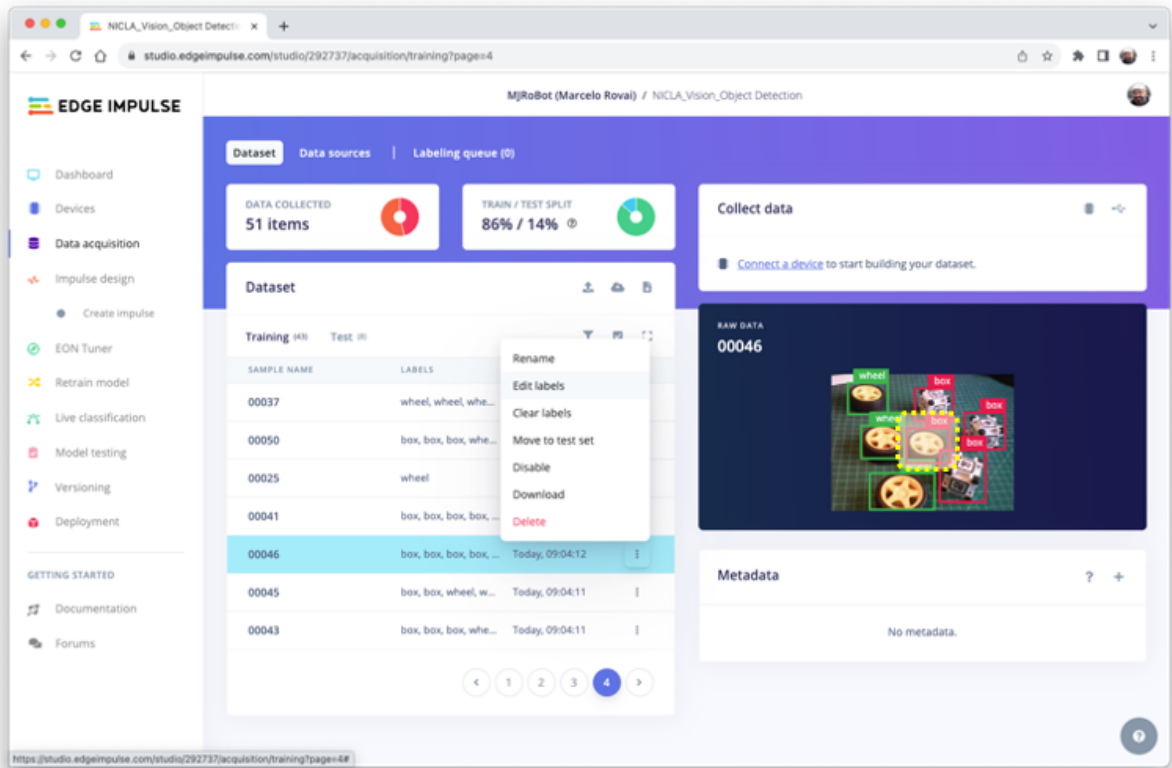 NICLA_Vision_Object Detecti
studio.edgeimpulse.com/studio/292737/acquisition/training?page=4
EDGE IMPULSE
MJRoBot (Marcelo Rovai) / NICLA_Vision_Object Detection
Dashboard
Devices
Data acquisition
Impulse design
Create impulse
EON Tuner
Retrain model
Live classification
Model testing
Versioning
Deployment
GETTING STARTED
Documentation
Forums
Dataset Data sources | Labeling queue (0)
DATA COLLECTED
51 items
TRAIN / TEST SPLIT
86% / 14%
Dataset
Training (43) Test (8)
SAMPLE NAME LABELS
00037 wheel, wheel, whe...
00050 box, box, box, whe...
00025 wheel
00041 box, box, box, box, ...
00046 box, box, box, box, ... Today, 09:04:12
00045 box, box, wheel, w... Today, 09:04:11
00043 box, box, box, whe... Today, 09:04:11
Rename
Edit labels
Clear labels
Move to test set
Disable
Download
Delete
< 1 2 3 4 >
Collect data
Connect a device to start building your dataset.
RAW DATA
00046
wheel
box
box
whee
box
box
Metadata
? +
No metadata.
https://studio.edgeimpulse.com/studio/292737/acquisition/training?page=4#